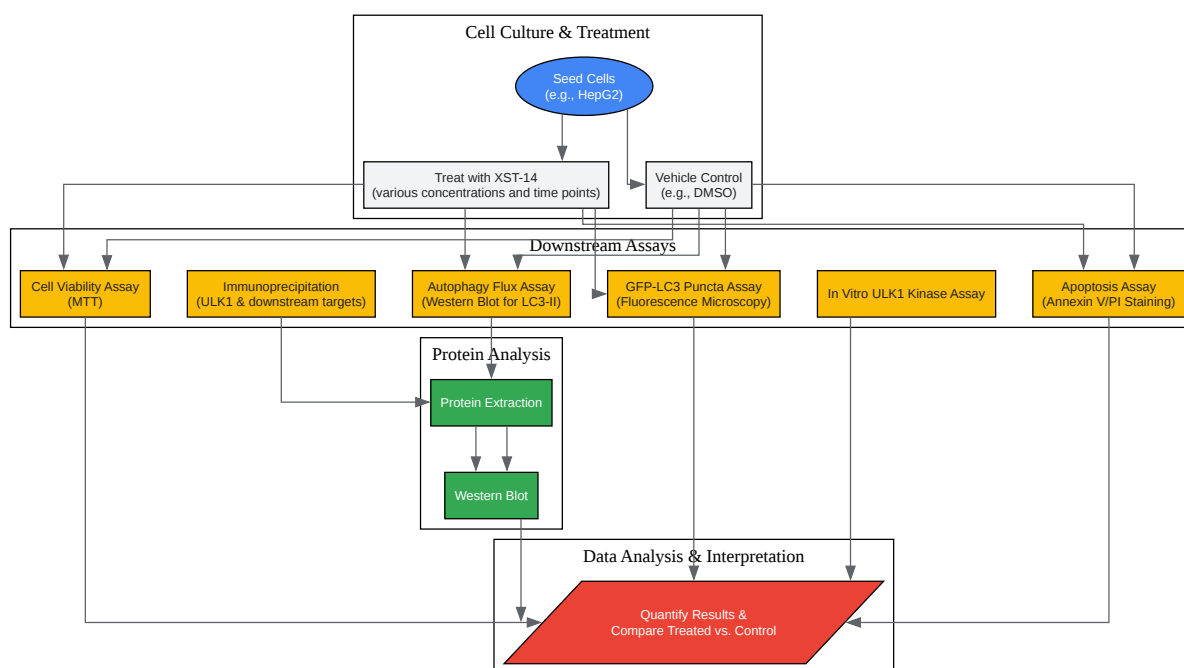 Cell Culture & Treatment
Seed Cells
(e.g., HepG2)
Treat with XST-14
(various concentrations and time points)
Vehicle Control
(e.g., DMSO)
Downstream Assays
Cell Viability Assay
(MTT)
Immunoprecipitation
(ULK1 & downstream targets)
Autophagy Flux Assay
(Western Blot for LC3-II)
GFP-LC3 Puncta Assay
(Fluorescence Microscopy)
In Vitro ULK1 Kinase Assay
Apoptosis Assay
(Annexin V/PI Staining)
Protein Analysis
Protein Extraction
Western Blot
Data Analysis & Interpretation
Quantify Results &
Compare Treated vs. Control